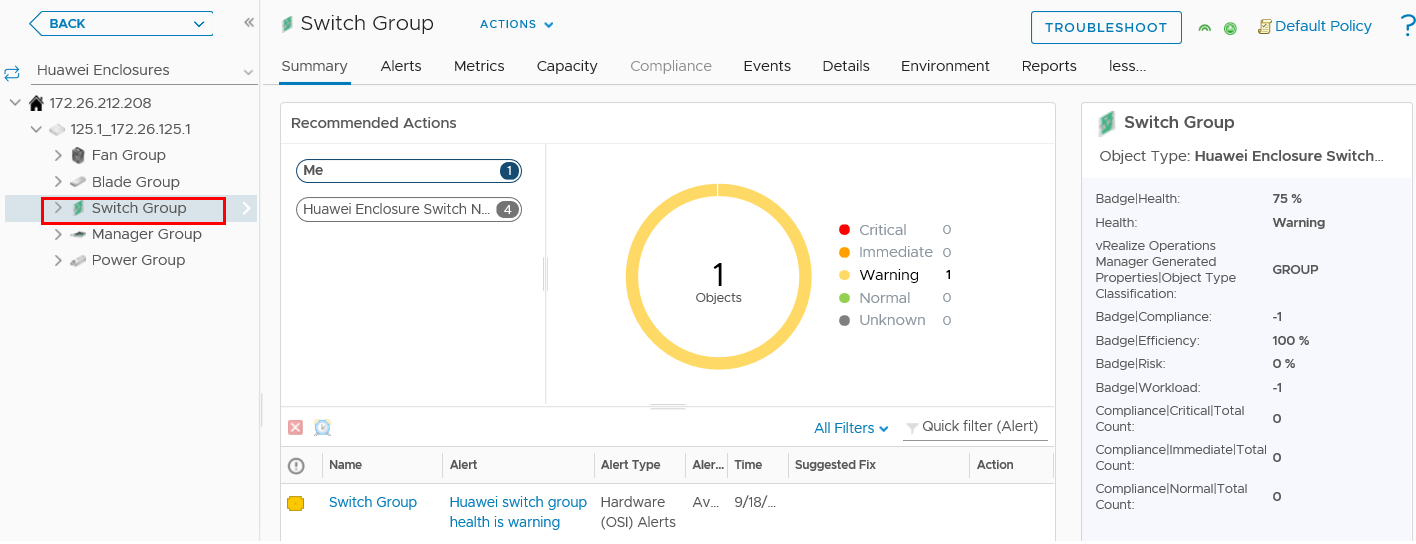 BACK
«
Huawei Enclosures
172.26.212.208
125.1_172.26.125.1
Fan Group
Blade Group
Switch Group
Manager Group
Power Group
Switch Group
ACTIONS
TROUBLESHOOT
Default Policy
?
Summary Alerts Metrics Capacity Compliance Events Details Environment Reports less...
Recommended Actions
Me 1
Huawei Enclosure Switch N... 4
1
Objects
Critical 0
Immediate 0
Warning 1
Normal 0
Unknown 0
All Filters
Quick filter (Alert)
Name Alert Alert Type Aler... Time Suggested Fix Action
Switch Group Huawei switch group Hardware Av... 9/18/...
health is warning (OSI) Alerts
Switch Group
Object Type: Huawei Enclosure Switch...
Badge|Health: 75 %
Health: Warning
vRealize Operations
Manager Generated
Properties|Object Type GROUP
Classification:
Badge|Compliance: -1
Badge|Efficiency: 100 %
Badge|Risk: 0 %
Badge|Workload: -1
Compliance|Critical|Total 0
Count:
Compliance|Immediate|Total 0
Count:
Compliance|Normal|Total 0
Count: